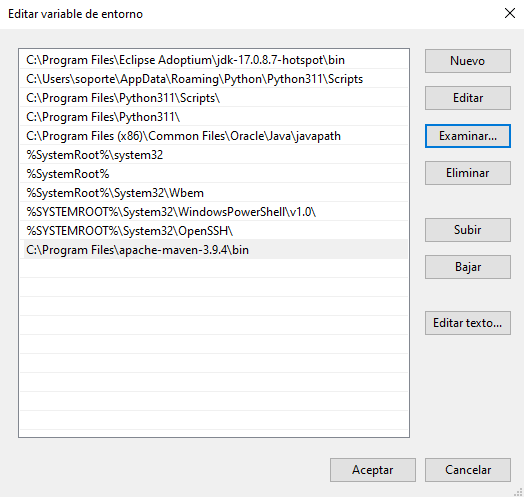 Editar variable de entorno
C:\Program Files\Eclipse Adoptium\jdk-17.0.8.7-hotspot\bin
C:\Users\soporte\AppData\Roaming\Python\Python311\Scripts
C:\Program Files\Python311\Scripts\
C:\Program Files\Python311\
C:\Program Files (x86)\Common Files\Oracle\Java\javapath
%SystemRoot%\system32
%SystemRoot%
%SystemRoot%\System32\Wbem
%SYSTEMROOT%\System32\WindowsPowerShell\v1.0\
%SYSTEMROOT%\System32\OpenSSH\
C:\Program Files\apache-maven-3.9.4\bin
Nuevo
Editar
Examinar...
Eliminar
Subir
Bajar
Editar texto...
Aceptar
Cancelar